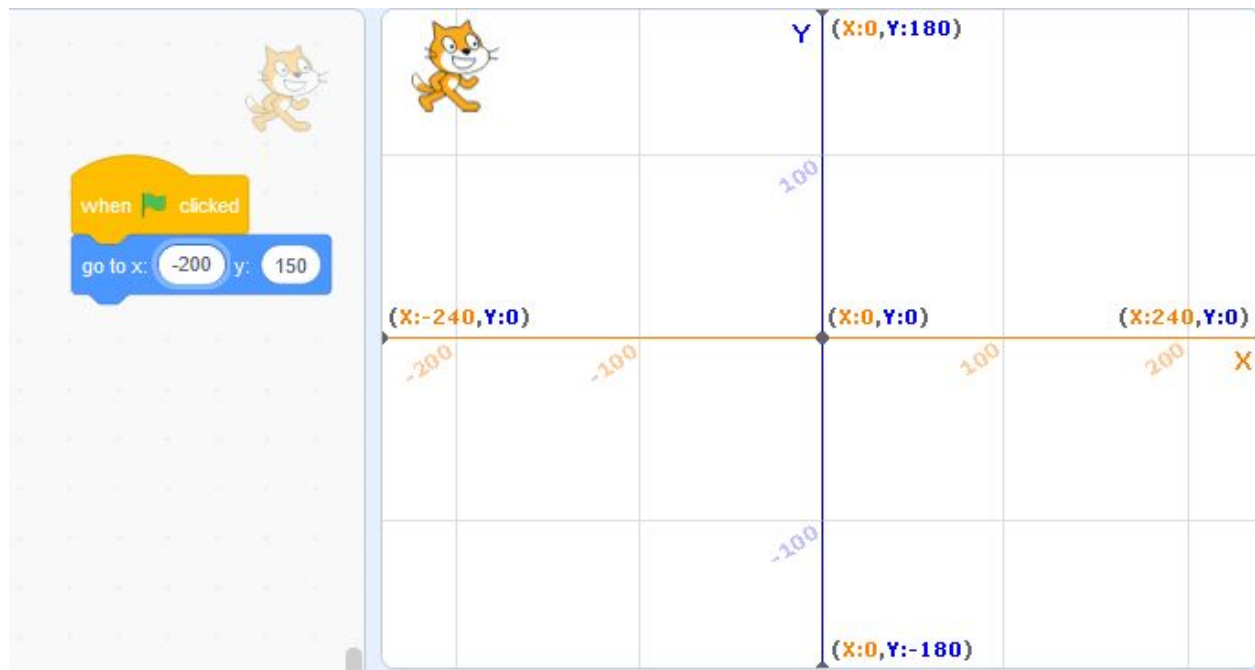 when clicked
go to x: -200 y: 150
Y (X:0,Y:180)
100
(X:-240,Y:0) (X:0,Y:0) (X:240,Y:0)
-200 -100 100 200 X
-100
(X:0,Y:-180)